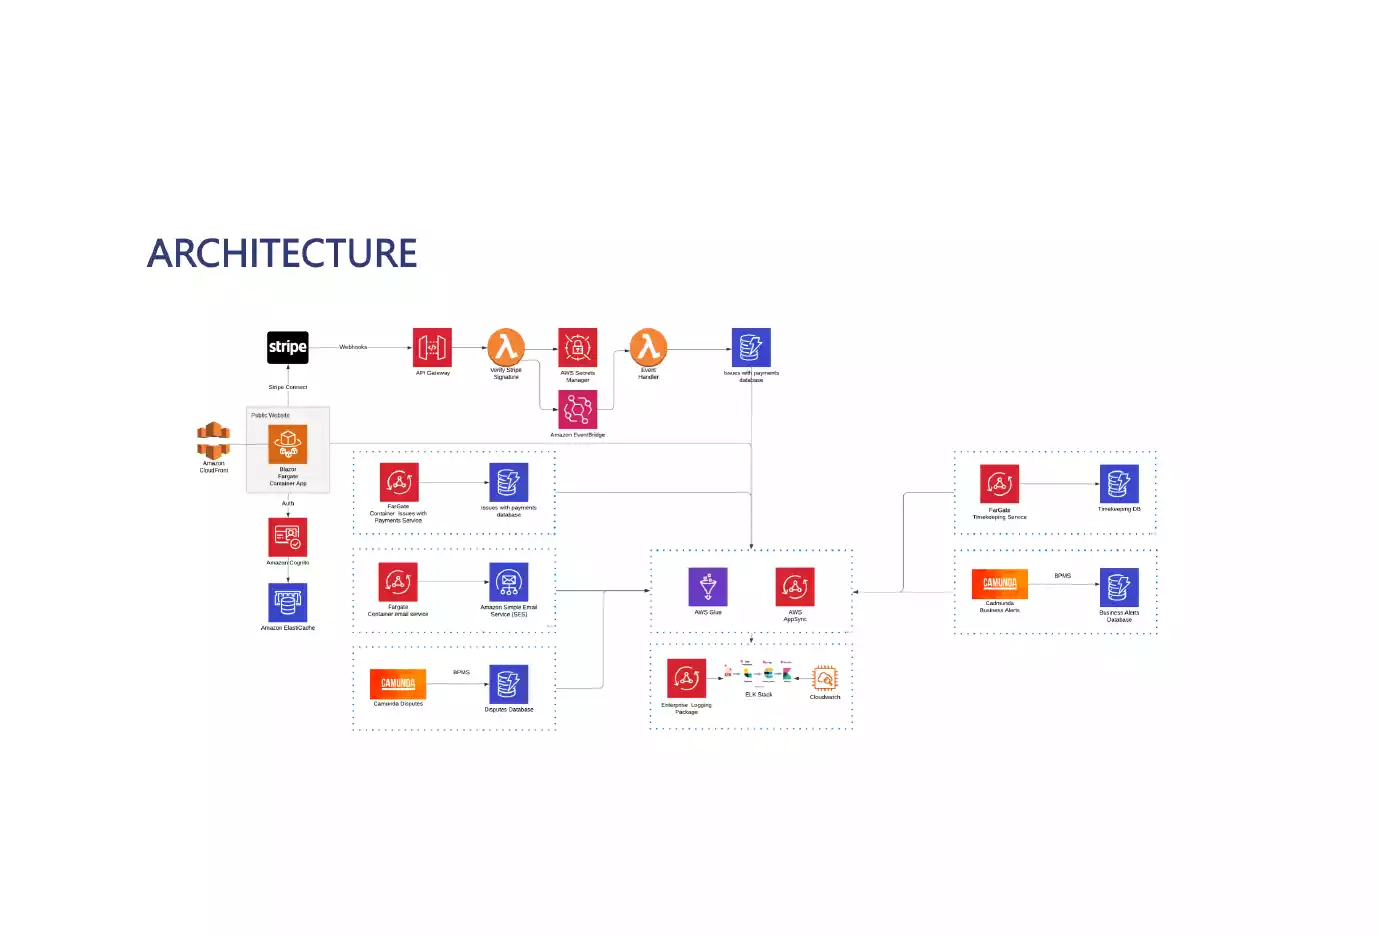 ARCHITECTURE
stripe
Webhooks
API Gateway
Verify Stripe
Signature
AWS Secrets
Manager
Event
Handler
Issues with payments
database
Stripe Connect
Amazon EventBridge
Public Website
Amazon
CloudFront
Blazor
Fargate
Container App
Auth
Amazon Cognito
Amazon ElastiCache
FarGate
Container Issues with
Payments Service
Issues with payments
database
Fargate
Container email service
Amazon Simple Email
Service (SES)
CAMUNDA
BPMS
Camunda Disputes
Disputes Database
AWS Glue
AWS
AppSync
Enterprise Logging
Package
ELK Stack
Cloudwatch
FarGate
Timekeeping Service
Timekeeping DB
CAMUNDA
BPMS
Cadmunda
Business Alerts
Business Alerts
Database